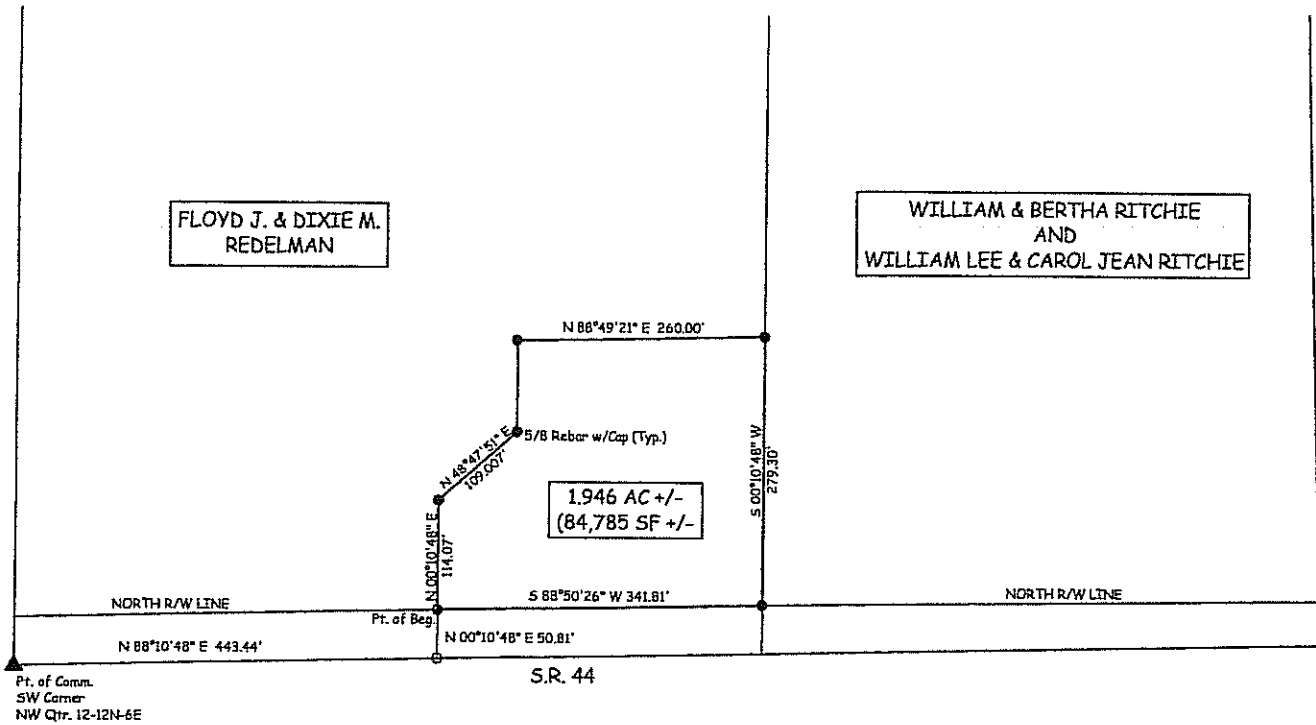 FLOYD J. & DIXIE M.
REDELMAN
WILLIAM & BERTHA RITCHIE
AND
WILLIAM LEE & CAROL JEAN RITCHIE
N 88°49'21" E 260.00'
5/8 Rebar w/Cap (Typ.)
N 48°47'51" E
109.007'
1.946 AC +/-
(84,785 SF +/-
S 00°10'48" W
279.30'
N 00°10'48" E
114.07'
NORTH R/W LINE
S 88°50'26" W 341.81'
NORTH R/W LINE
Pt. of Beg.
N 88°10'48" E 443.44'
N 00°10'48" E 50.81'
S.R. 44
Pt. of Comm.
SW Corner
NW Qtr. 12-12N-6E